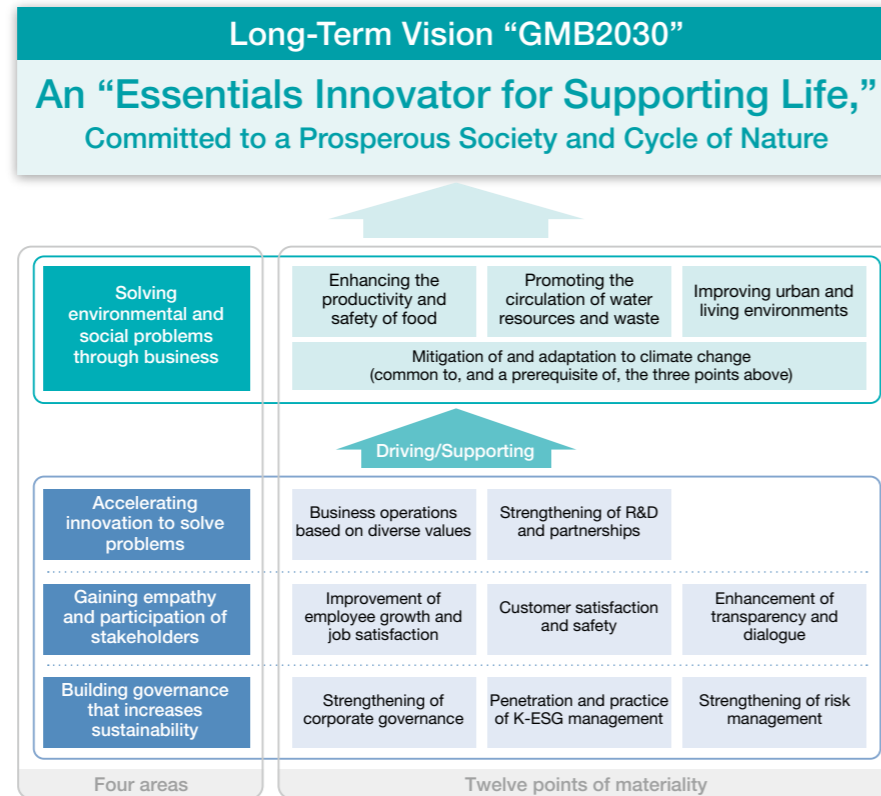 Long-Term Vision “GMB2030”
An “Essentials Innovator for Supporting Life,”
Committed to a Prosperous Society and Cycle of Nature
Solving
environmental and
social problems
through business
Enhancing the
productivity and
safety of food
Promoting the
circulation of water
resources and waste
Improving urban and
living environments
Mitigation of and adaptation to climate change
(common to, and a prerequisite of, the three points above)
Driving/Supporting
Accelerating
innovation to solve
problems
Business operations
based on diverse values
Strengthening of R&D
and partnerships
Gaining empathy
and participation of
stakeholders
Improvement of
employee growth and
job satisfaction
Customer satisfaction
and safety
Enhancement of
transparency and
dialogue
Building governance
that increases
sustainability
Strengthening of
corporate governance
Penetration and practice
of K-ESG management
Strengthening of risk
management
Four areas
Twelve points of materiality